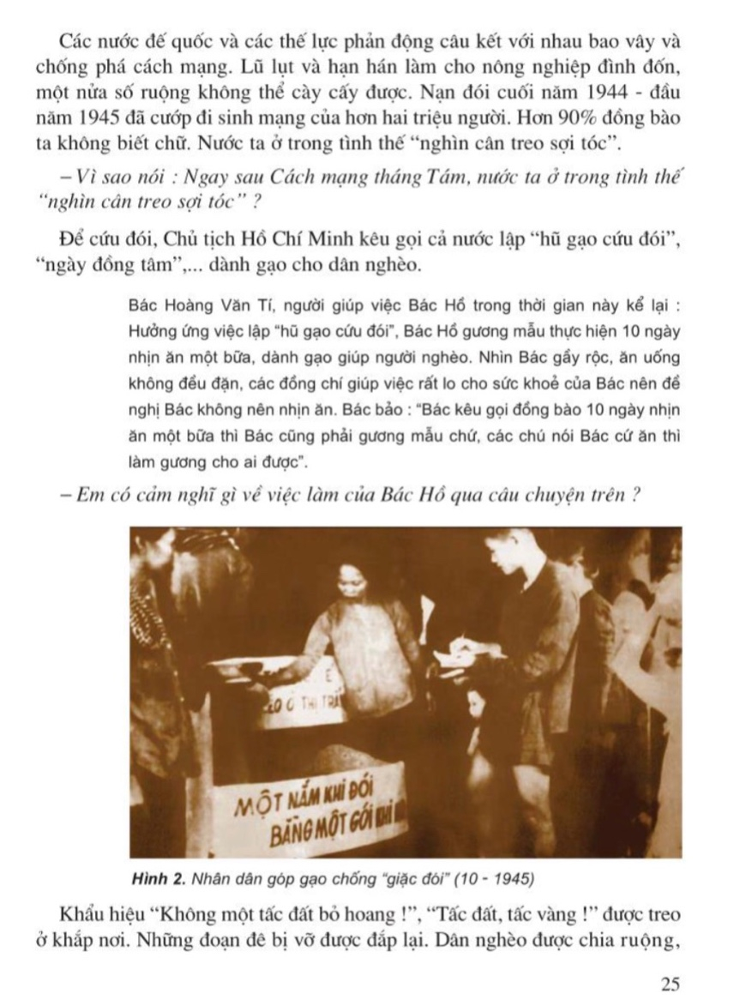 Các nước đế quốc và các thế lực phản động câu kết với nhau bao vây và
chống phá cách mạng. Lũ lụt và hạn hán làm cho nông nghiệp đình đốn,
một nửa số ruộng không thể cày cấy được. Nạn đói cuối năm 1944 - đầu
năm 1945 đã cướp đi sinh mạng của hơn hai triệu người. Hơn 90% đồng bào
ta không biết chữ. Nước ta ở trong tình thế “nghìn cân treo sợi tóc”.
– Vì sao nói : Ngay sau Cách mạng tháng Tám, nước ta ở trong tình thế
“nghìn cân treo sợi tóc” ?
Để cứu đói, Chủ tịch Hồ Chí Minh kêu gọi cả nước lập “hũ gạo cứu đói”,
“ngày đồng tâm”,... dành gạo cho dân nghèo.
Bác Hoàng Văn Tí, người giúp việc Bác Hồ trong thời gian này kể lại :
Hưởng ứng việc lập “hũ gạo cứu đói”, Bác Hồ gương mẫu thực hiện 10 ngày
nhịn ăn một bữa, dành gạo giúp người nghèo. Nhìn Bác gầy rộc, ăn uống
không đều đặn, các đồng chí giúp việc rất lo cho sức khoẻ của Bác nên đề
nghị Bác không nên nhịn ăn. Bác bảo : “Bác kêu gọi đồng bào 10 ngày nhịn
ăn một bữa thì Bác cũng phải gương mẫu chứ, các chú nói Bác cứ ăn thì
làm gương cho ai được”.
– Em có cảm nghĩ gì về việc làm của Bác Hồ qua câu chuyện trên ?
Ở THỊ
MỘT NẮM KHI ĐÓI
BẰNG MỘT GÓI KHI
Hình 2. Nhân dân góp gạo chống “giặc đói” (10 - 1945)
Khẩu hiệu “Không một tấc đất bỏ hoang !”, “Tấc đất, tấc vàng !” được treo
ở khắp nơi. Những đoạn đê bị vỡ được đắp lại. Dân nghèo được chia ruộng,
25